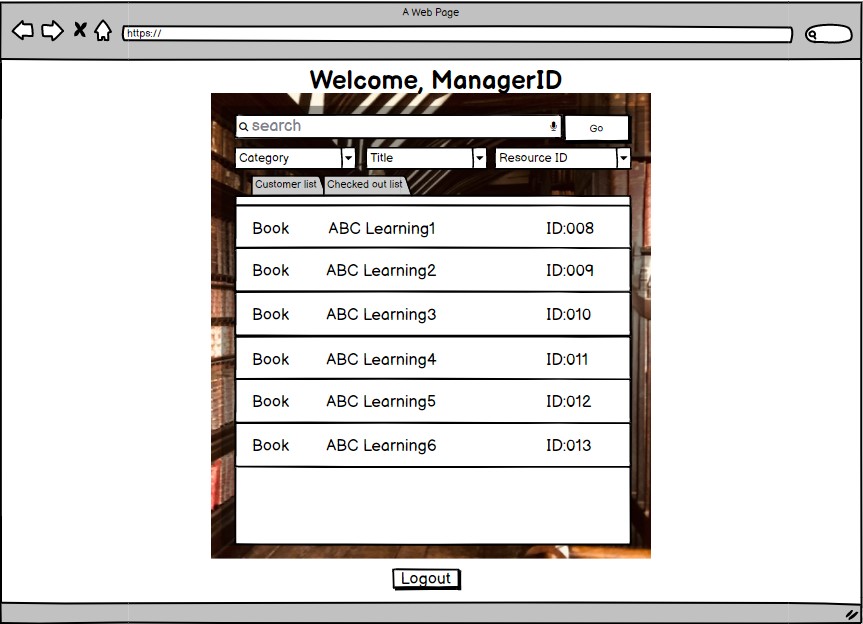 A Web Page
https://
Welcome, ManagerID
search Go
Category Title Resource ID
Customer list Checked out list
Book ABC Learning1 ID:008
Book ABC Learning2 ID:009
Book ABC Learning3 ID:010
Book ABC Learning4 ID:011
Book ABC Learning5 ID:012
Book ABC Learning6 ID:013
Logout